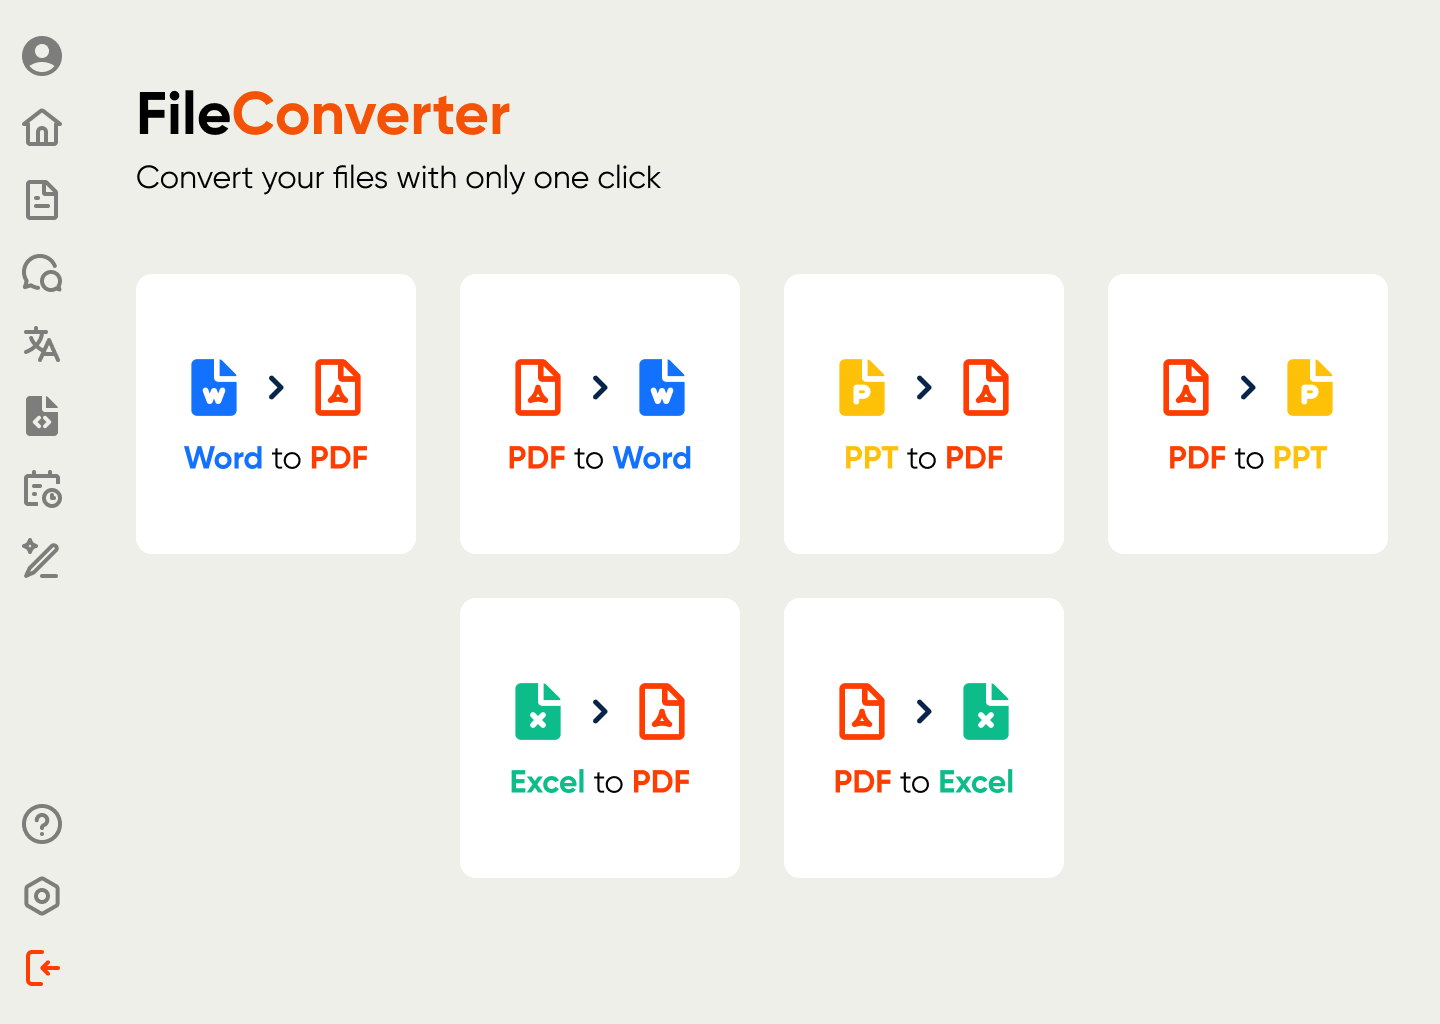 FileConverter
Convert your files with only one click
Word to PDF
PDF to Word
PPT to PDF
PDF to PPT
Excel to PDF
PDF to Excel